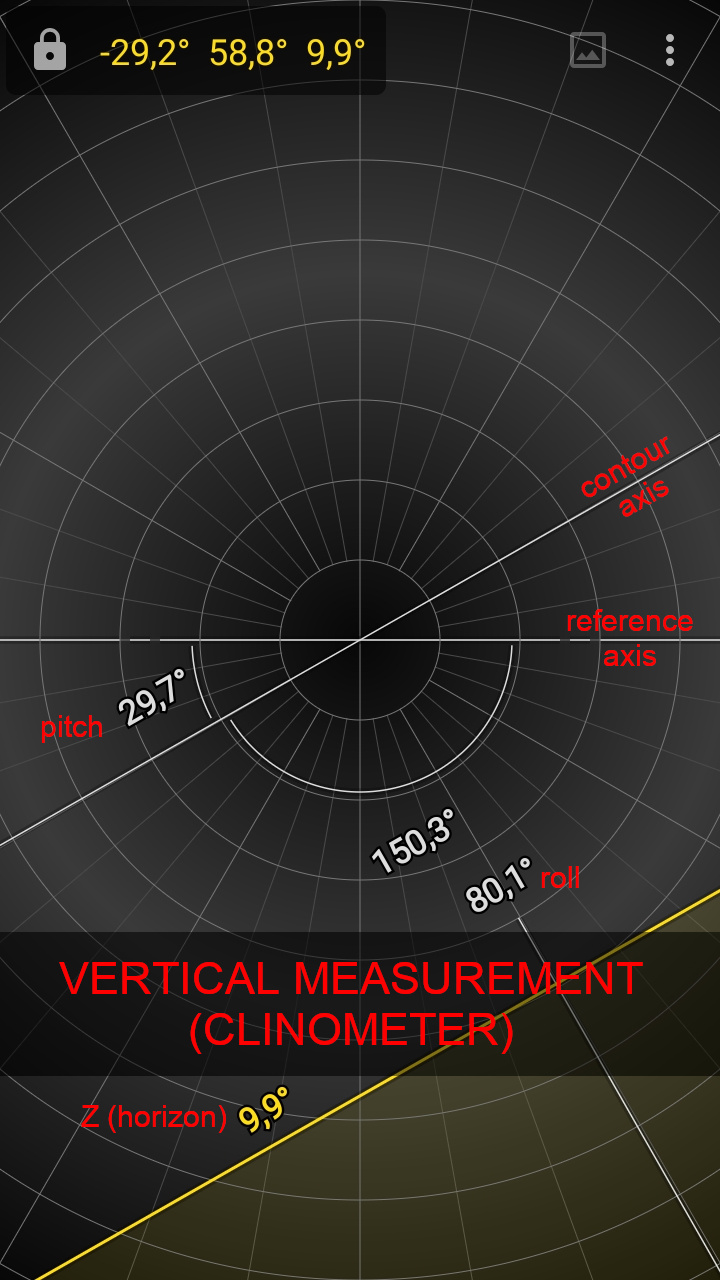 -29,2° 58,8° 9,9°
contour
axis
reference
axis
29,7°
pitch
150,3°
80,1° roll
VERTICAL MEASUREMENT
(CLINOMETER)
Z (horizon) 9,9°